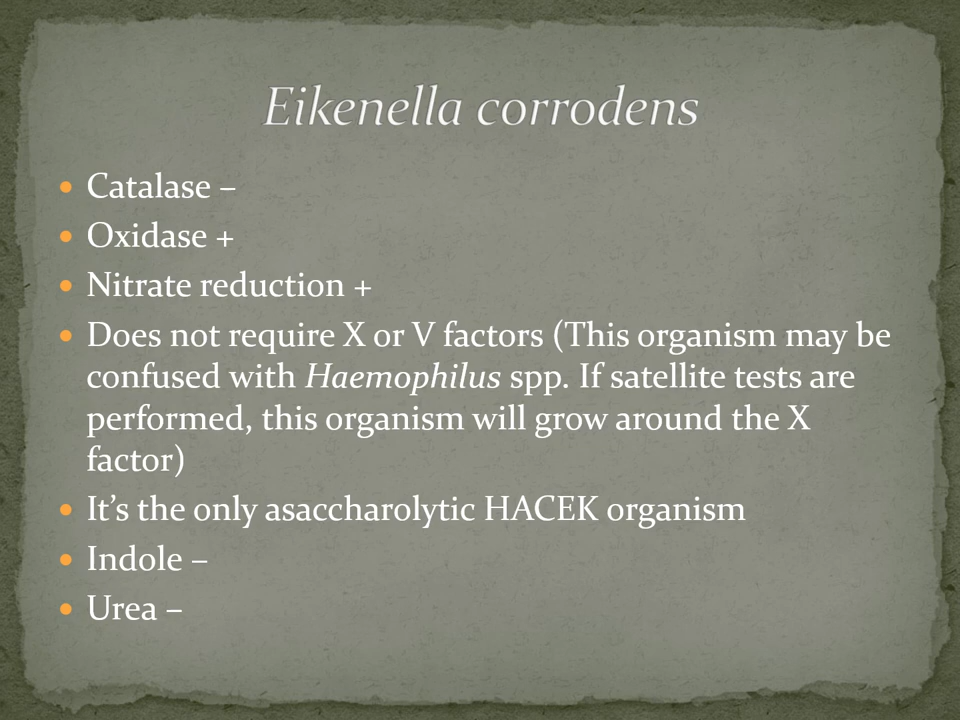 Eikenella corrodens
• Catalase –
• Oxidase +
• Nitrate reduction +
• Does not require X or V factors (This organism may be
confused with Haemophilus spp. If satellite tests are
performed, this organism will grow around the X
factor)
• It’s the only asaccharolytic HACEK organism
• Indole –
• Urea –